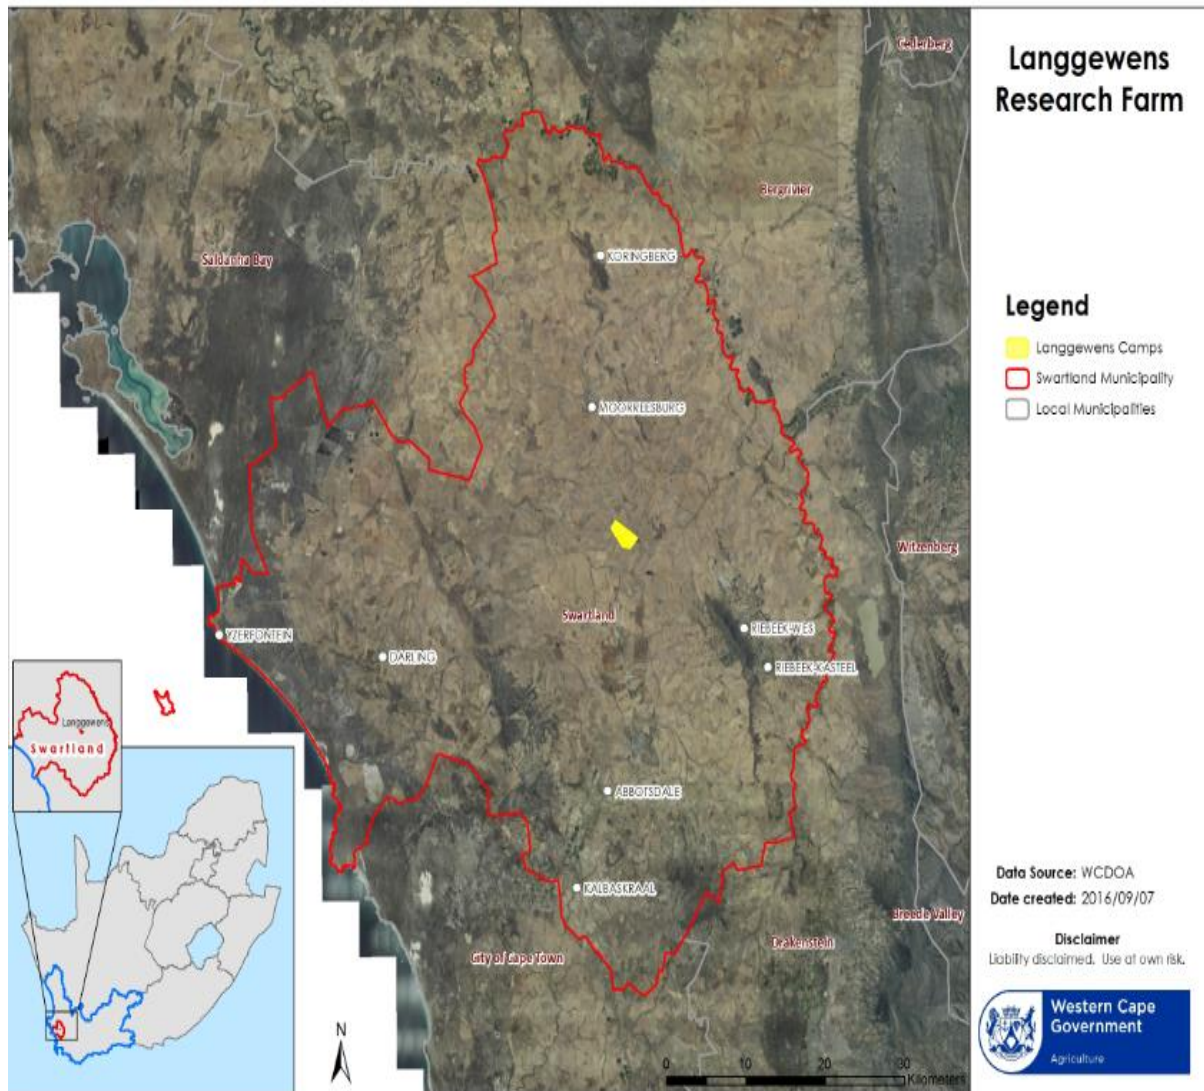 Langgewens
Research Farm
Cederberg
Bergrivier
Saldanha Bay
KORINGBERG
MOORREESBURG
Witzenberg
Swartland
RIEBEEK-WES
RIEBEEK-KASTEEL
YZERFONTEIN
DARLING
ABBOTSDALE
KALBASKRAAL
City of Cape Town
Drakenstein
Breede Valley
Legend
Langgewens Camps
Swartland Municipality
Local Municipalities
Langgewens
Swartland
N
0 10 20 30
Kilometers
Data Source: WCDOA
Date created: 2016/09/07
Disclaimer
Liability disclaimed. Use at own risk.
Western Cape
Government
Agriculture